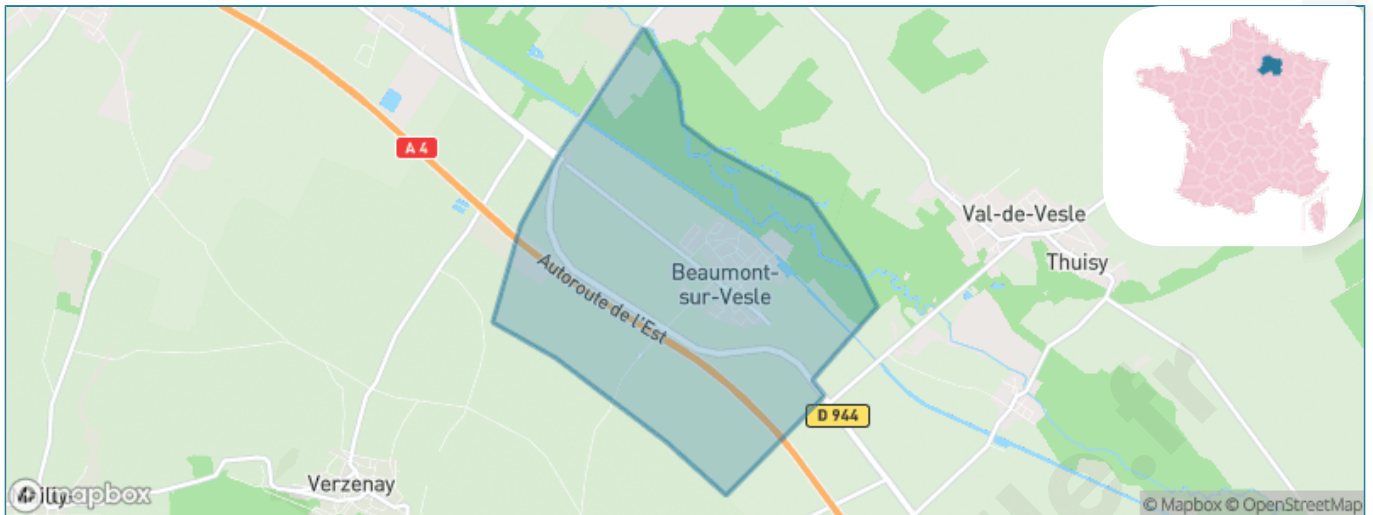 A 4
Val-de-Vesle
Thuisy
Beaumont-
sur-Vesle
Autoroute de l'Est
D 944
Verzenay
mapbox
© Mapbox © OpenStreetMap